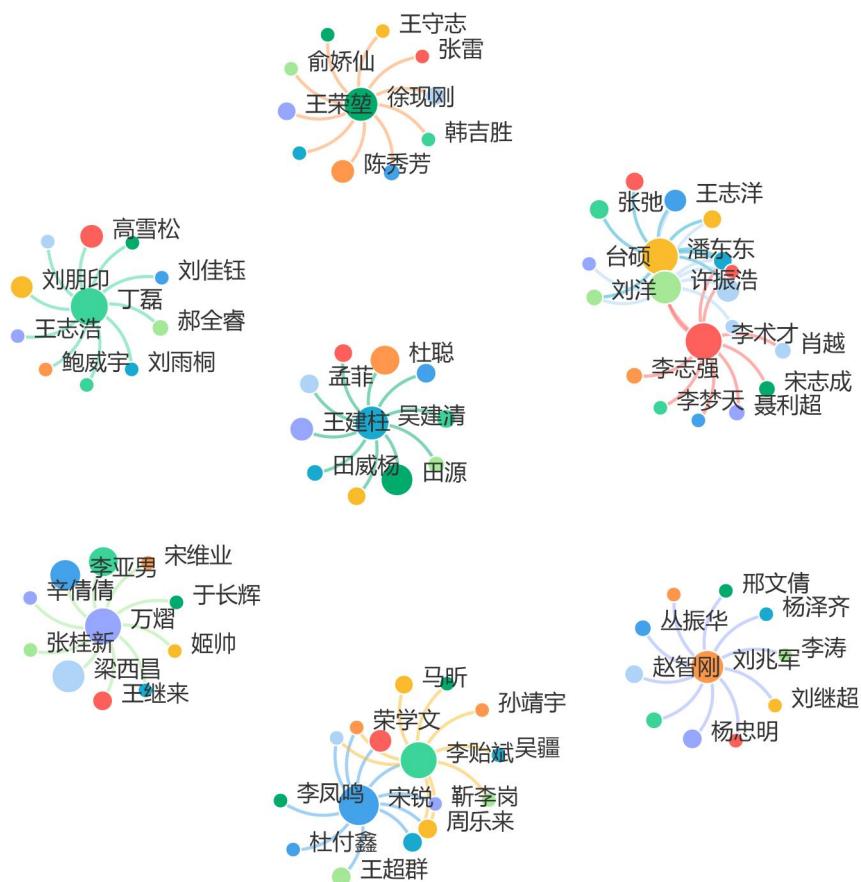 王守志
张雷
俞娇仙
王荣堃
徐现刚
韩吉胜
陈秀芳
张弛
王志洋
台硕
潘东东
刘洋
许振浩
李术才
肖越
李志强
宋志成
李梦天
聂利超
高雪松
刘朋印
刘佳钰
丁磊
王志浩
郝全睿
鲍威宇
刘雨桐
杜聪
孟菲
王建柱
吴建清
田威杨
田源
宋维业
李亚男
辛倩倩
于长辉
万熠
张桂新
姬帅
梁西昌
王继来
邢文倩
杨泽齐
丛振华
李涛
赵智刚
刘兆军
刘继超
杨忠明
马昕
孙靖宇
荣学文
李贻斌
吴疆
李凤鸣
宋锐
靳李岗
周乐来
杜付鑫
王超群